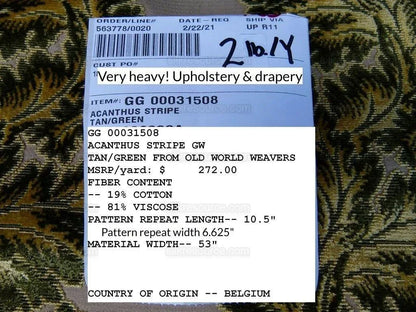 ORDER/LINE# DATE - REQ SHIP VIA
563778/0020 2/22/21 UP R11
2 no.1Y
CUST PO#
Very heavy! Upholstery & drapery
ITEM#: GG 00031508
ACANTHUS STRIPE
TAN/GREEN
GG 00031508
ACANTHUS STRIPE GW
TAN/GREEN FROM OLD WORLD WEAVERS
MSRP/yard: $ 272.00
FIBER CONTENT
-- 19% COTTON
-- 81% VISCOSE
PATTERN REPEAT LENGTH-- 10.5"
Pattern repeat width 6.625"
MATERIAL WIDTH-- 53"
COUNTRY OF ORIGIN -- BELGIUM